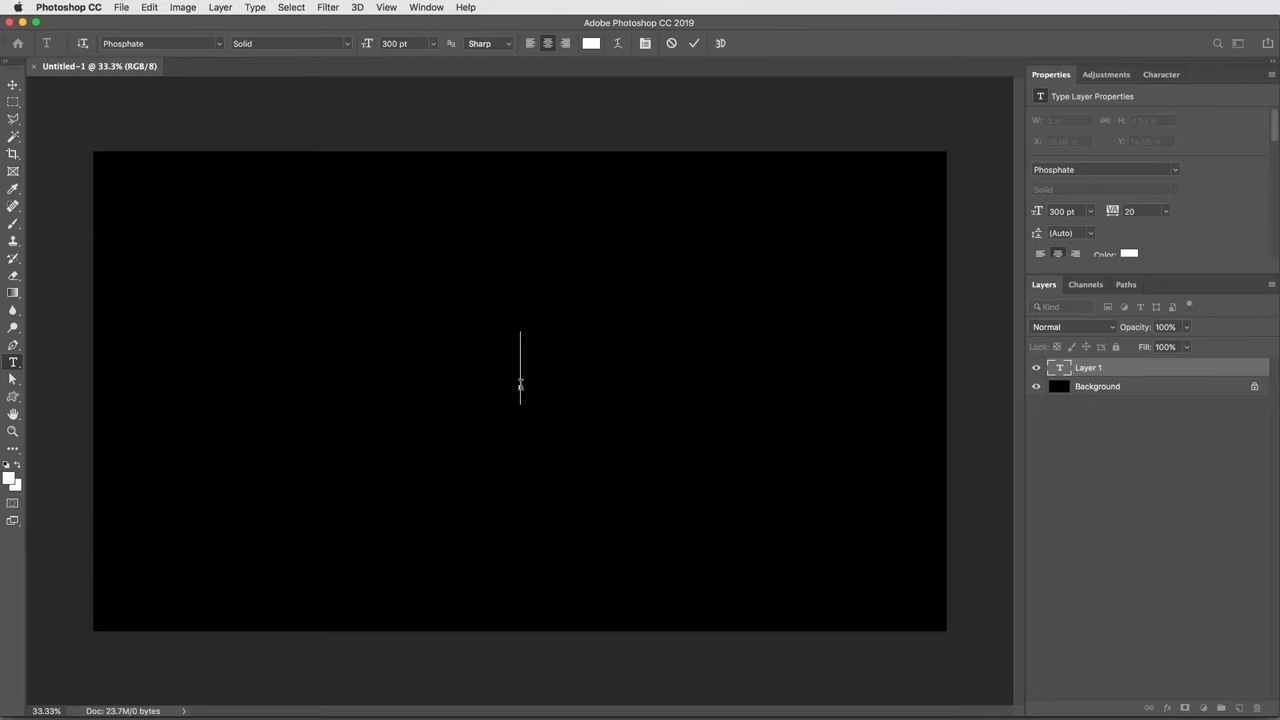 Photoshop CC File Edit Image Layer Type Select Filter 3D View Window Help
Adobe Photoshop CC 2019
Phosphate Solid 300 pt Sharp 3D
Untitled-1 @ 33.3% (RGB/8)
Properties Adjustments Character
Type Layer Properties
W: H:
X: Y:
Phosphate
Solid
300 pt VA 20
(Auto)
Color:
Layers Channels Paths
Kind
Normal Opacity: 100%
Lock: Fill: 100%
Layer 1
Background
33.33% Doc: 23.7M/0 bytes